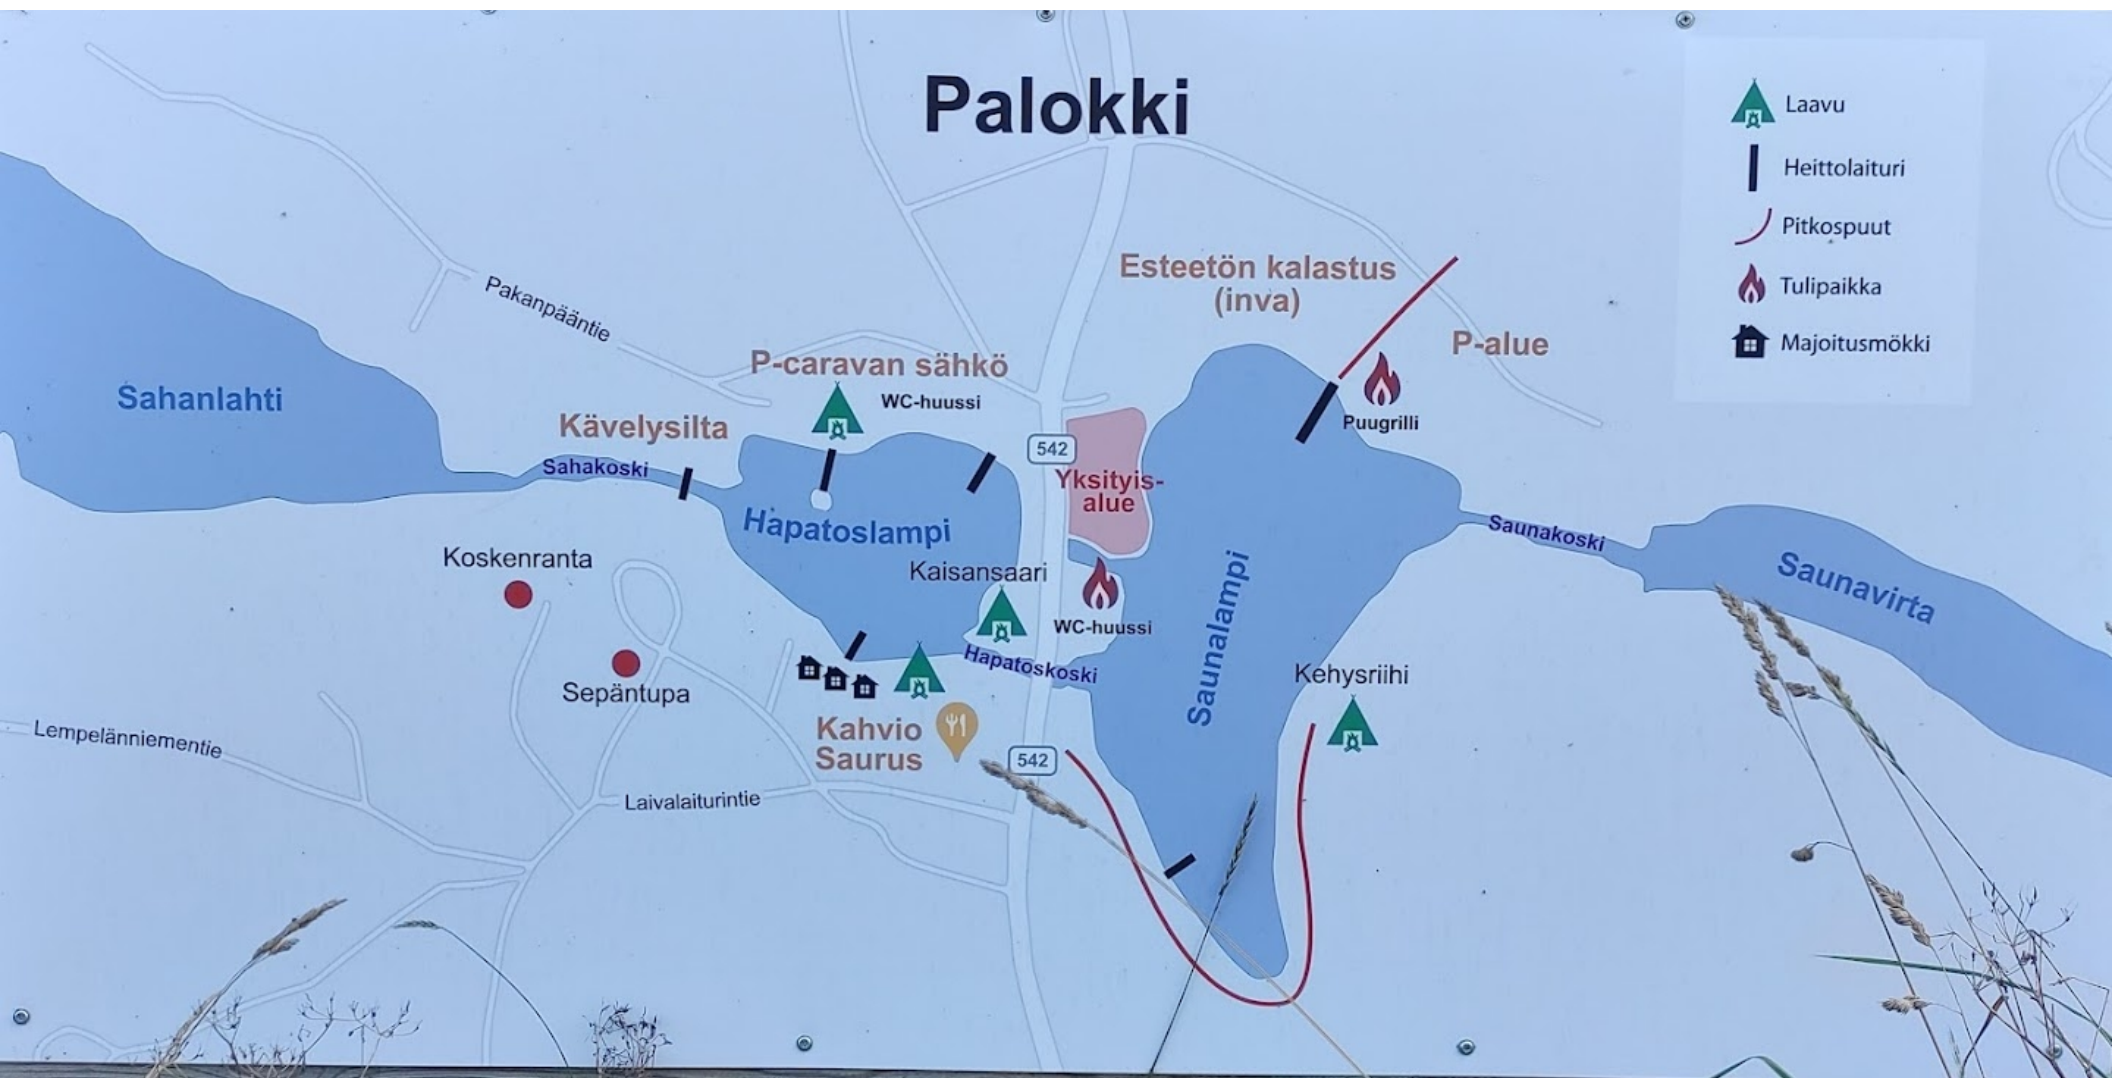 Palokki
Laavu
Heittolaituri
Pitkospuut
Tulipaikka
Majoitusmökki
Esteetön kalastus
(inva)
P-alue
Puugrilli
Pakanpääntie
P-caravan sähkö
WC-huussi
Sahanlahti
Kävelysilta
Sahakoski
542
Yksityis-
alue
Hapatoslampi
Saunakoski
Saunavirta
Koskenranta
Kaisansaari
WC-huussi
Saunalampi
Hapatoskoski
Sepäntupa
Kehysriihi
Kahvio
Saurus
542
Lempelänniementie
Laivalaiturintie